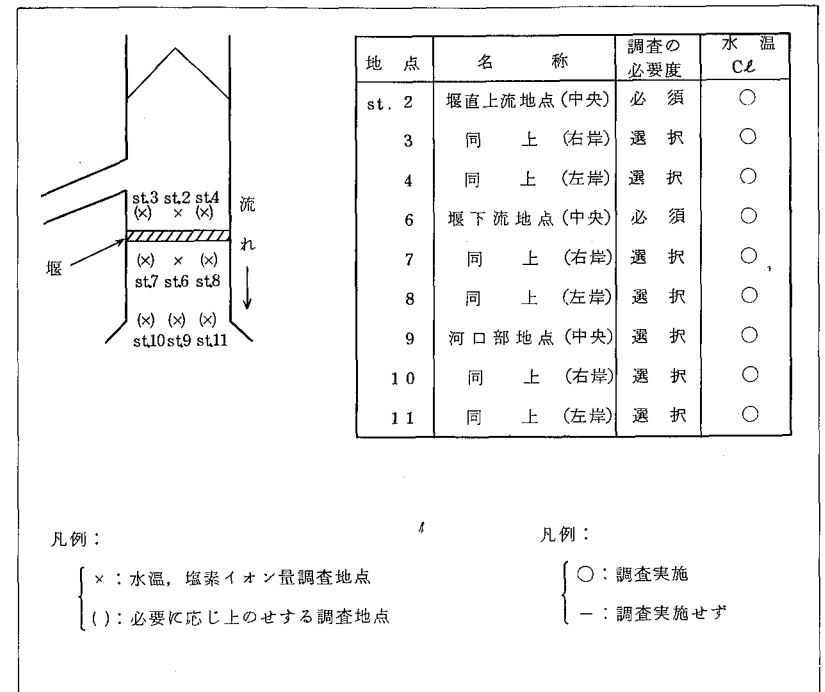 st.3 st.2 st.4
(×) × (×)
流れ
堰
(×) × (×)
st.7 st.6 st.8
(×) (×) (×)
st.10 st.9 st.11
地点 名称 調査の必要度 水温 Cℓ
st. 2 堰直上流地点(中央) 必須 ○
3 同上(右岸) 選択 ○
4 同上(左岸) 選択 ○
6 堰下流地点(中央) 必須 ○
7 同上(右岸) 選択 ○
8 同上(左岸) 選択 ○
9 河口部地点(中央) 選択 ○
10 同上(右岸) 選択 ○
11 同上(左岸) 選択 ○
凡例:
×:水温,塩素イオン量調査地点
():必要に応じ上のせする調査地点
凡例:
○:調査実施
-:調査実施せず